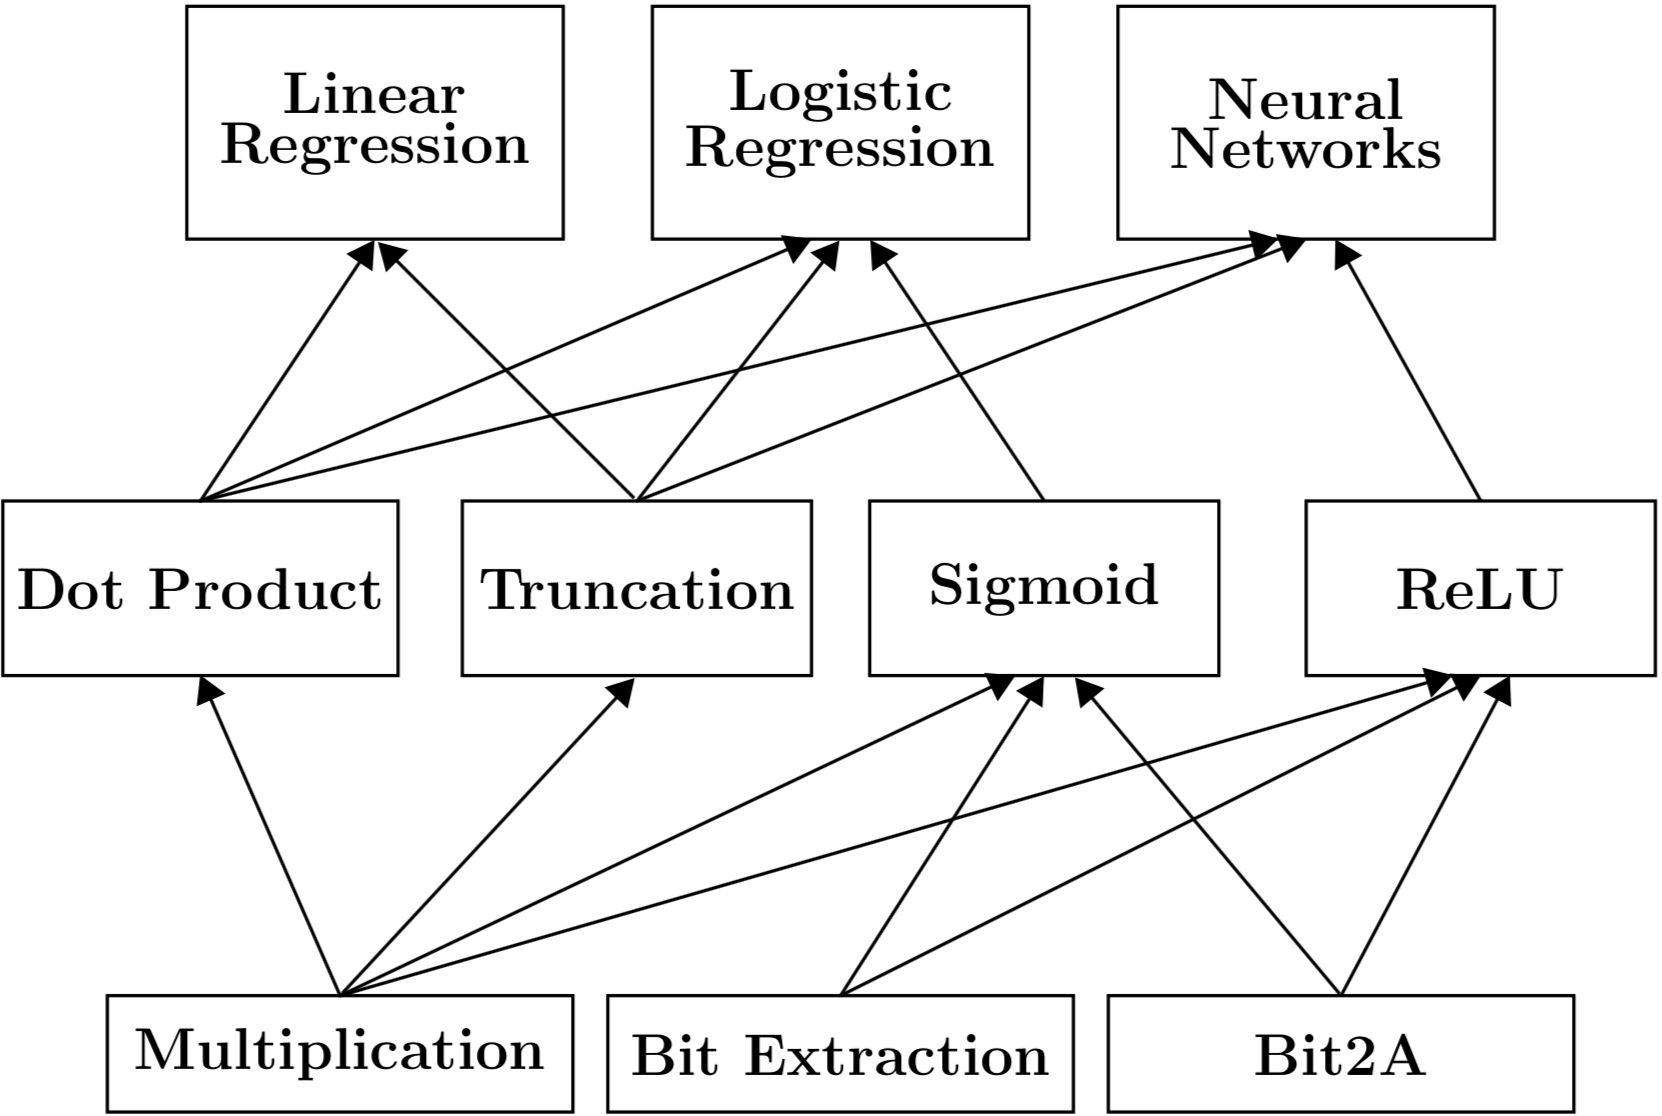 Linear
Regression
Logistic
Regression
Neural
Networks
Dot Product
Truncation
Sigmoid
ReLU
Multiplication
Bit Extraction
Bit2A